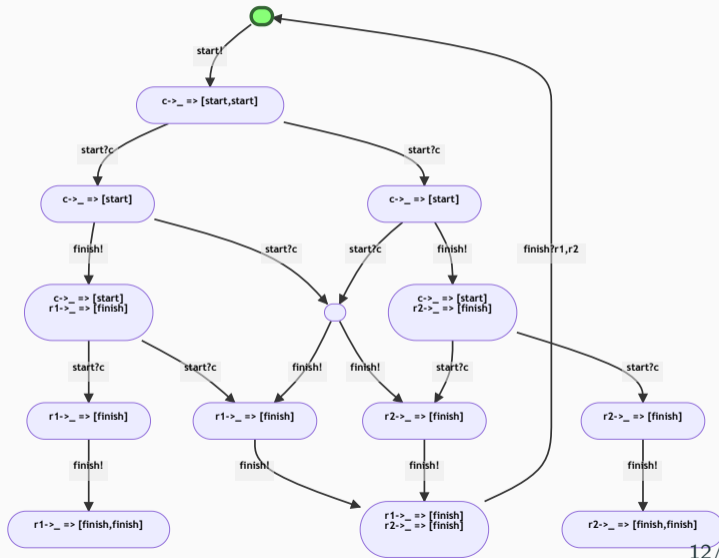 start!
c->_ => [start,start]
start?c
start?c
c->_ => [start]
c->_ => [start]
finish!
start?c
start?c
finish!
finish?r1,r2
c->_ => [start]
r1->_ => [finish]
c->_ => [start]
r2->_ => [finish]
start?c
start?c
finish!
finish!
start?c
start?c
r1->_ => [finish]
r1->_ => [finish]
r2->_ => [finish]
r2->_ => [finish]
finish!
finish!
finish!
finish!
r1->_ => [finish,finish]
r1->_ => [finish]
r2->_ => [finish]
r2->_ => [finish,finish]
12/